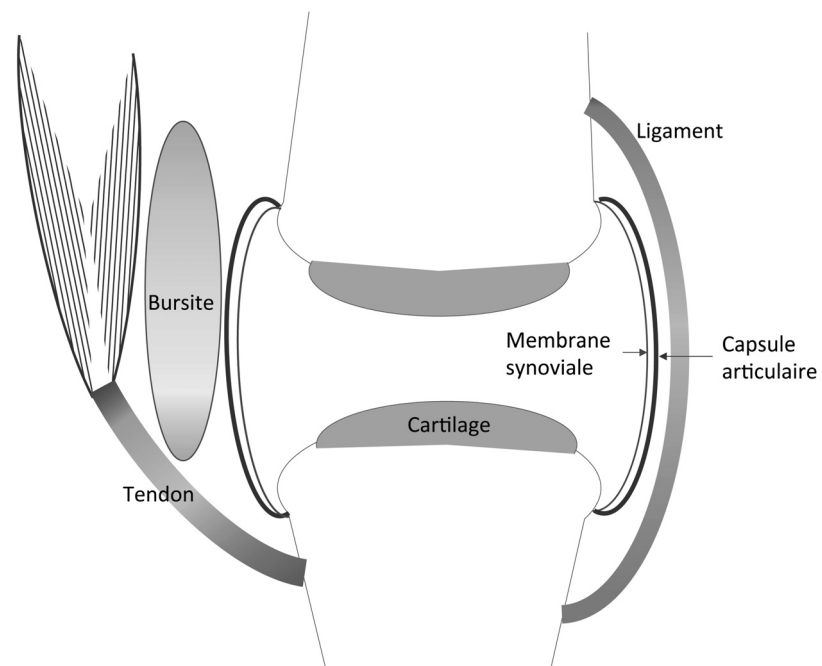 Ligament
Bursite
Membrane
synoviale
Capsule
articulaire
Cartilage
Tendon